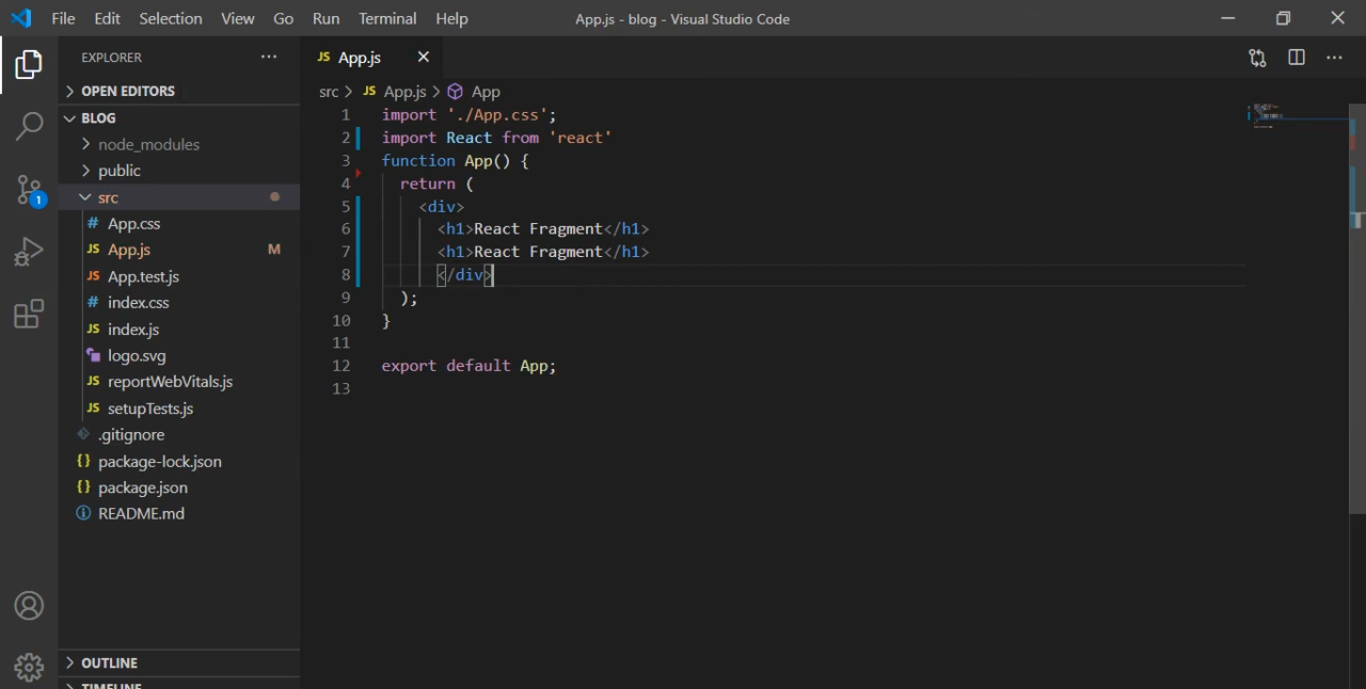 File Edit Selection View Go Run Terminal Help App.js - blog - Visual Studio Code
EXPLORER
OPEN EDITORS
BLOG
node_modules
public
src
# App.css
JS App.js M
JS App.test.js
# index.css
JS index.js
logo.svg
JS reportWebVitals.js
JS setupTests.js
.gitignore
{} package-lock.json
{} package.json
README.md
OUTLINE
TIMELINE
1
JS App.js
src > JS App.js > App
1 import './App.css';
2 import React from 'react'
3 function App() {
4 return (
5 <div>
6 <h1>React Fragment</h1>
7 <h1>React Fragment</h1>
8 </div>
9 );
10 }
11
12 export default App;
13